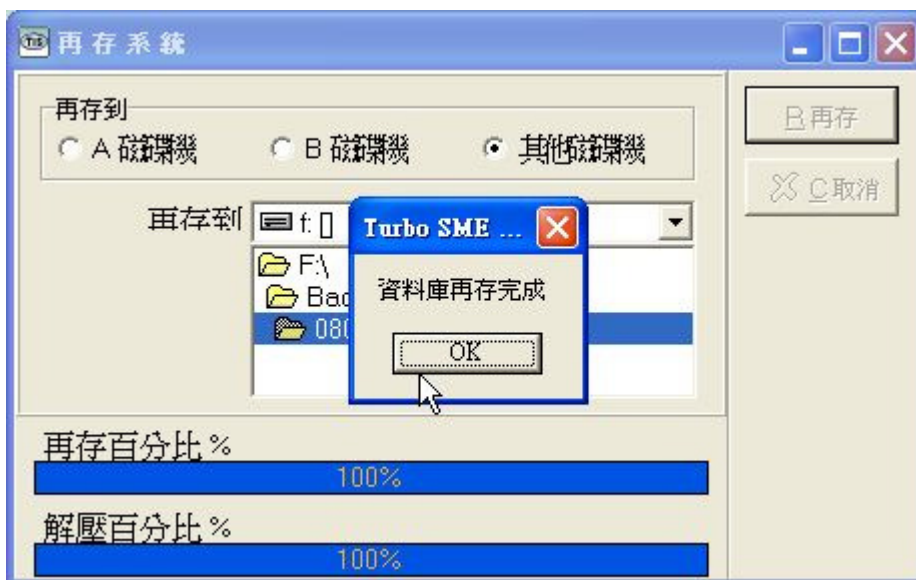 再存系統
再存到
A 磁碟機
B 磁碟機
其他磁碟機
R 再存
C 取消
再存到
f: []
F:\
Turbo SME ...
資料庫再存完成
OK
再存百分比 %
100%
解壓百分比 %
100%